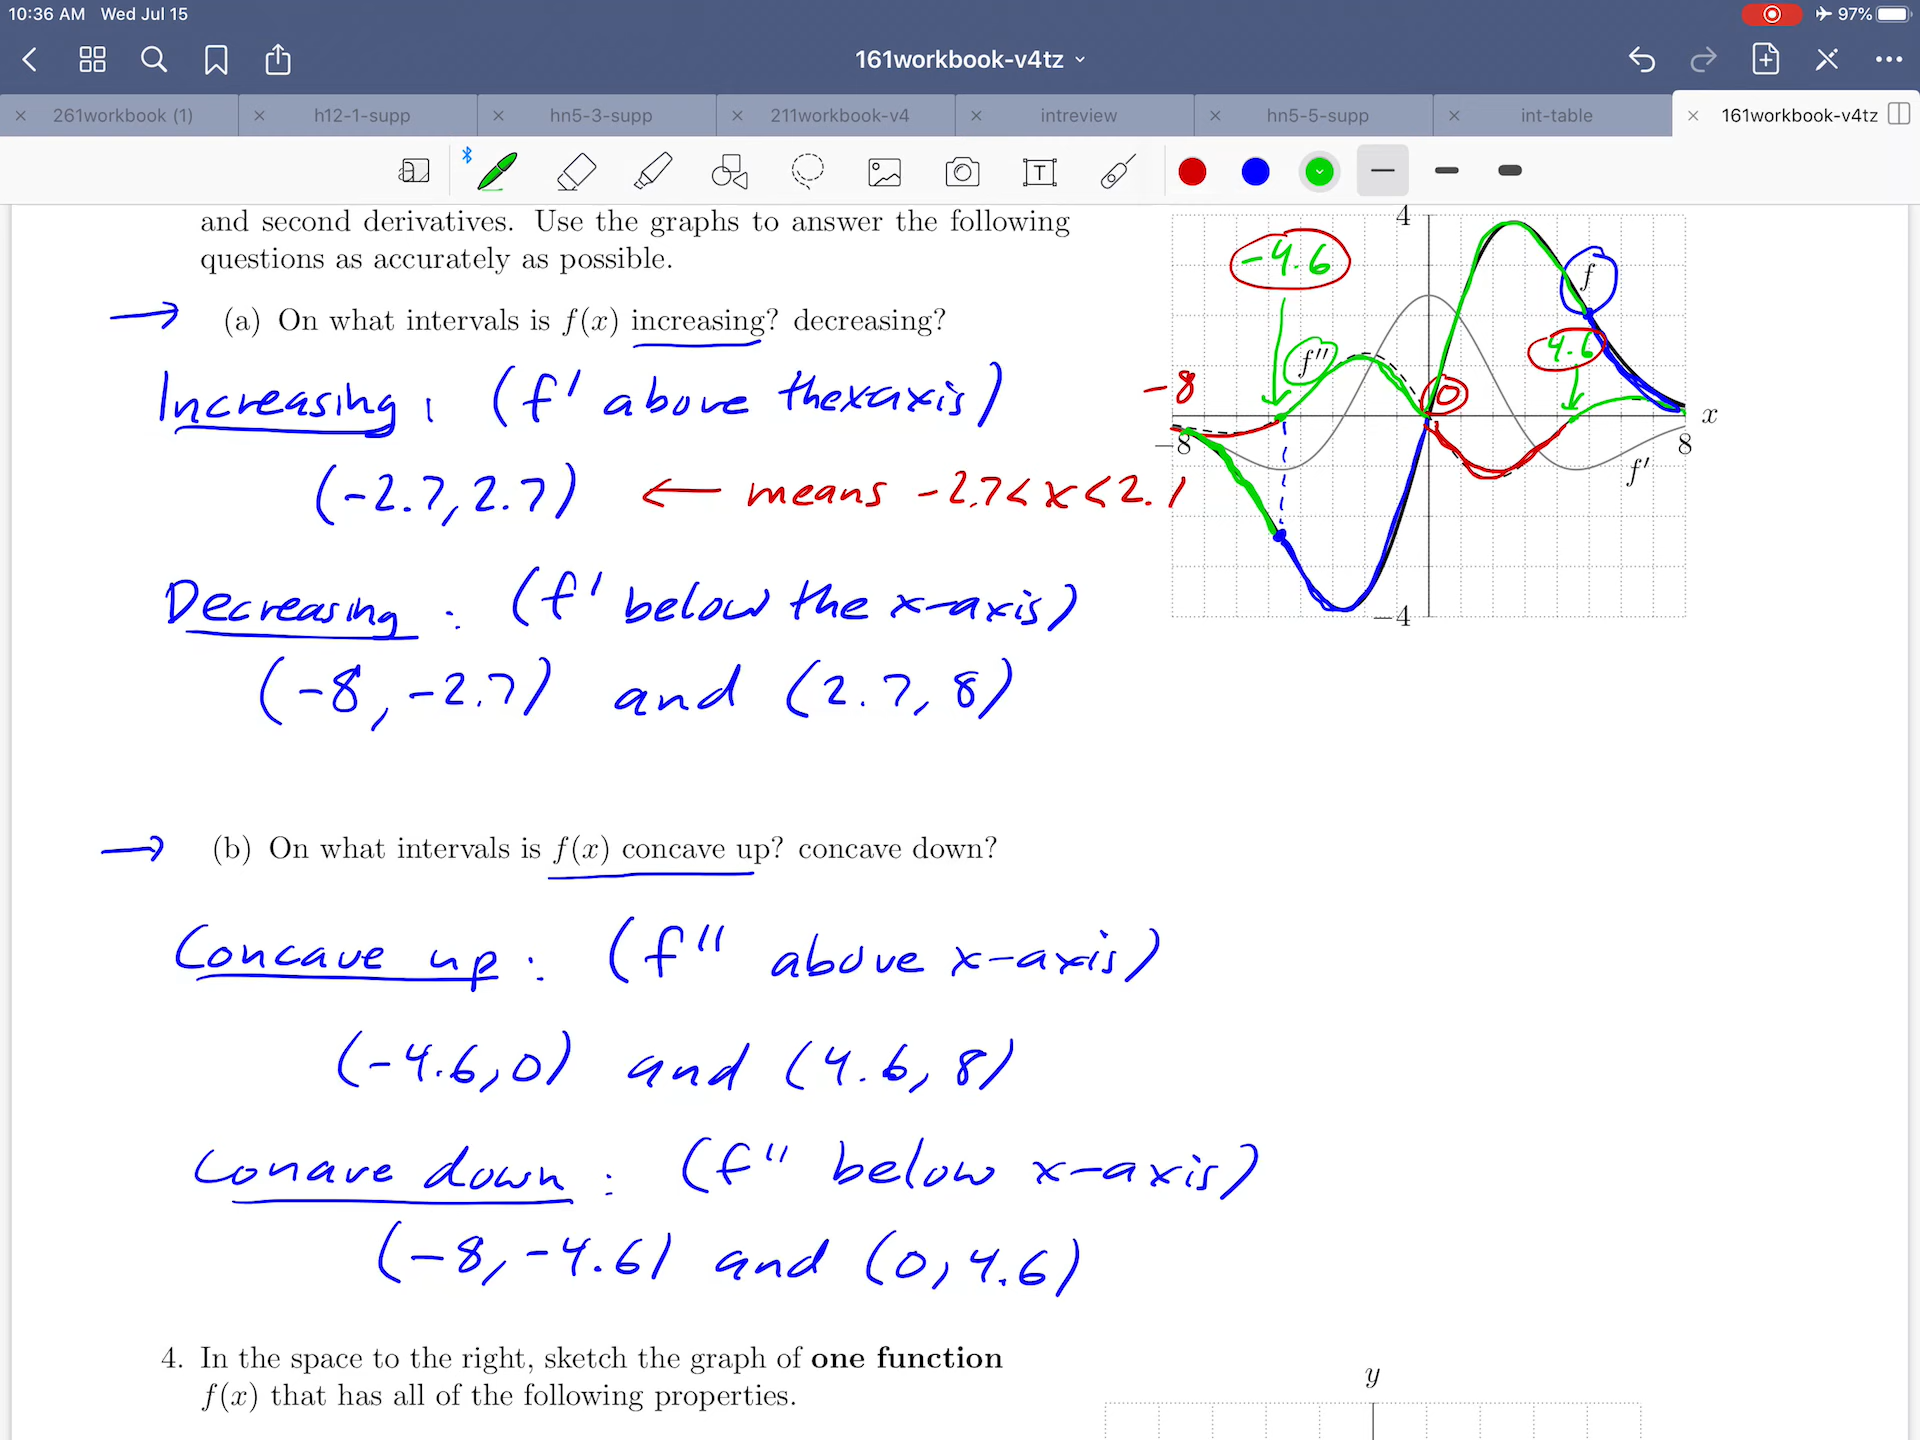 10:36 AM Wed Jul 15
97%
161workbook-v4tz
261workbook (1)
h12-1-supp
hn5-3-supp
211workbook-v4
intreview
hn5-5-supp
int-table
161workbook-v4tz
and second derivatives. Use the graphs to answer the following
questions as accurately as possible.
(a) On what intervals is f(x) increasing? decreasing?
Increasing: (f' above the x axis)
(-2.7, 2.7) ← means -2.7 < x < 2.7
Decreasing: (f' below the x-axis)
(-8, -2.7) and (2.7, 8)
4
-4.6
f
f''
4.6
-8
0
x
-8
8
f'
-4
(b) On what intervals is f(x) concave up? concave down?
Concave up: (f'' above x-axis)
(-4.6, 0) and (4.6, 8)
Conave down: (f'' below x-axis)
(-8, -4.6) and (0, 4.6)
4. In the space to the right, sketch the graph of one function
f(x) that has all of the following properties.
y